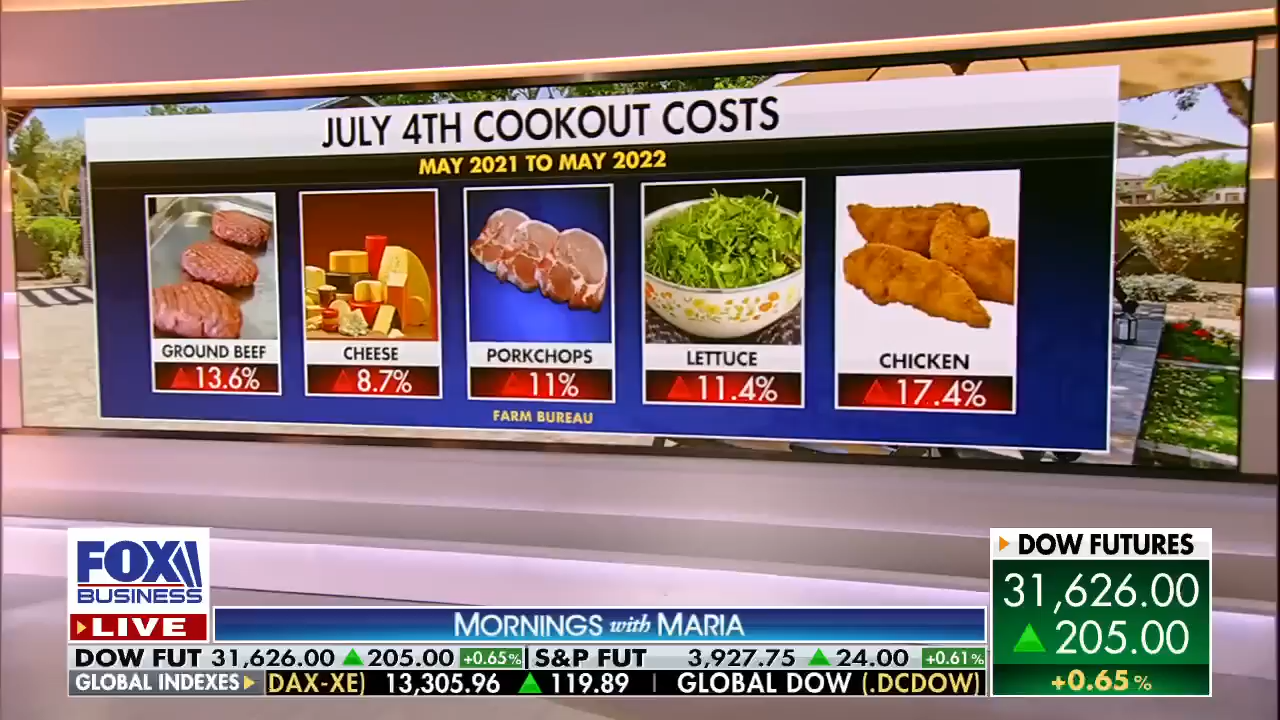 JULY 4TH COOKOUT COSTS
MAY 2021 TO MAY 2022
GROUND BEEF
13.6%
CHEESE
8.7%
PORKCHOPS
11%
LETTUCE
11.4%
CHICKEN
17.4%
FARM BUREAU
FOX
BUSINESS
LIVE
MORNINGS with MARIA
DOW FUT 31,626.00 205.00 +0.65% S&P FUT 3,927.75 24.00 +0.61%
GLOBAL INDEXES DAX-XE) 13,305.96 119.89 GLOBAL DOW (.DCDOW)
DOW FUTURES
31,626.00
205.00
+0.65%